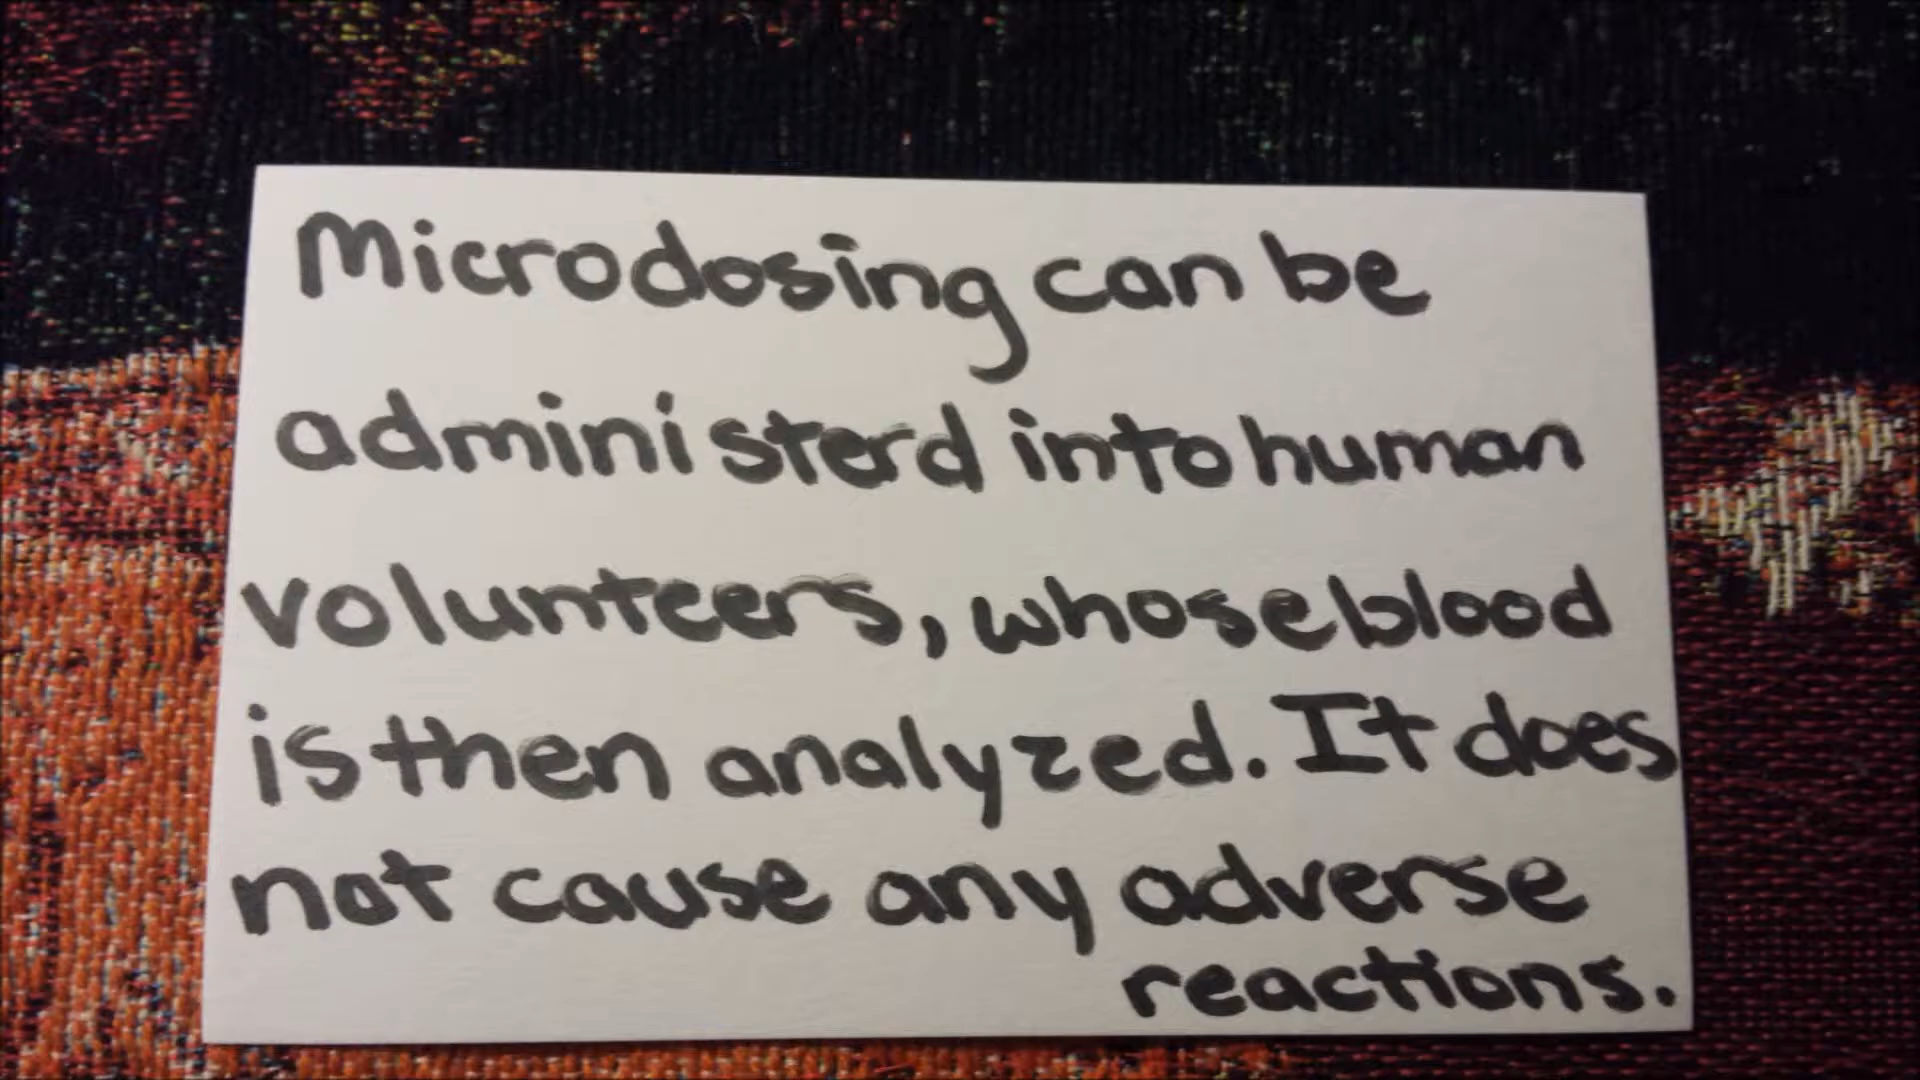 Microdosing can be
administerd into human
volunteers, whose blood
is then analyzed. It does
not cause any adverse
reactions.